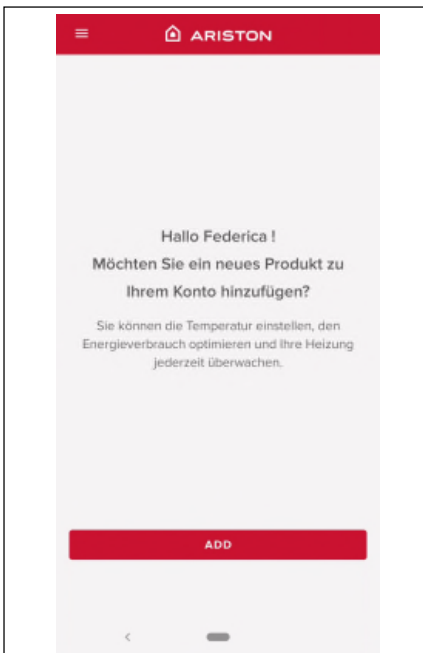 ARISTON
Hallo Federica !
Möchten Sie ein neues Produkt zu
Ihrem Konto hinzufügen?
Sie können die Temperatur einstellen, den
Energieverbrauch optimieren und Ihre Heizung
jederzeit überwachen.
ADD